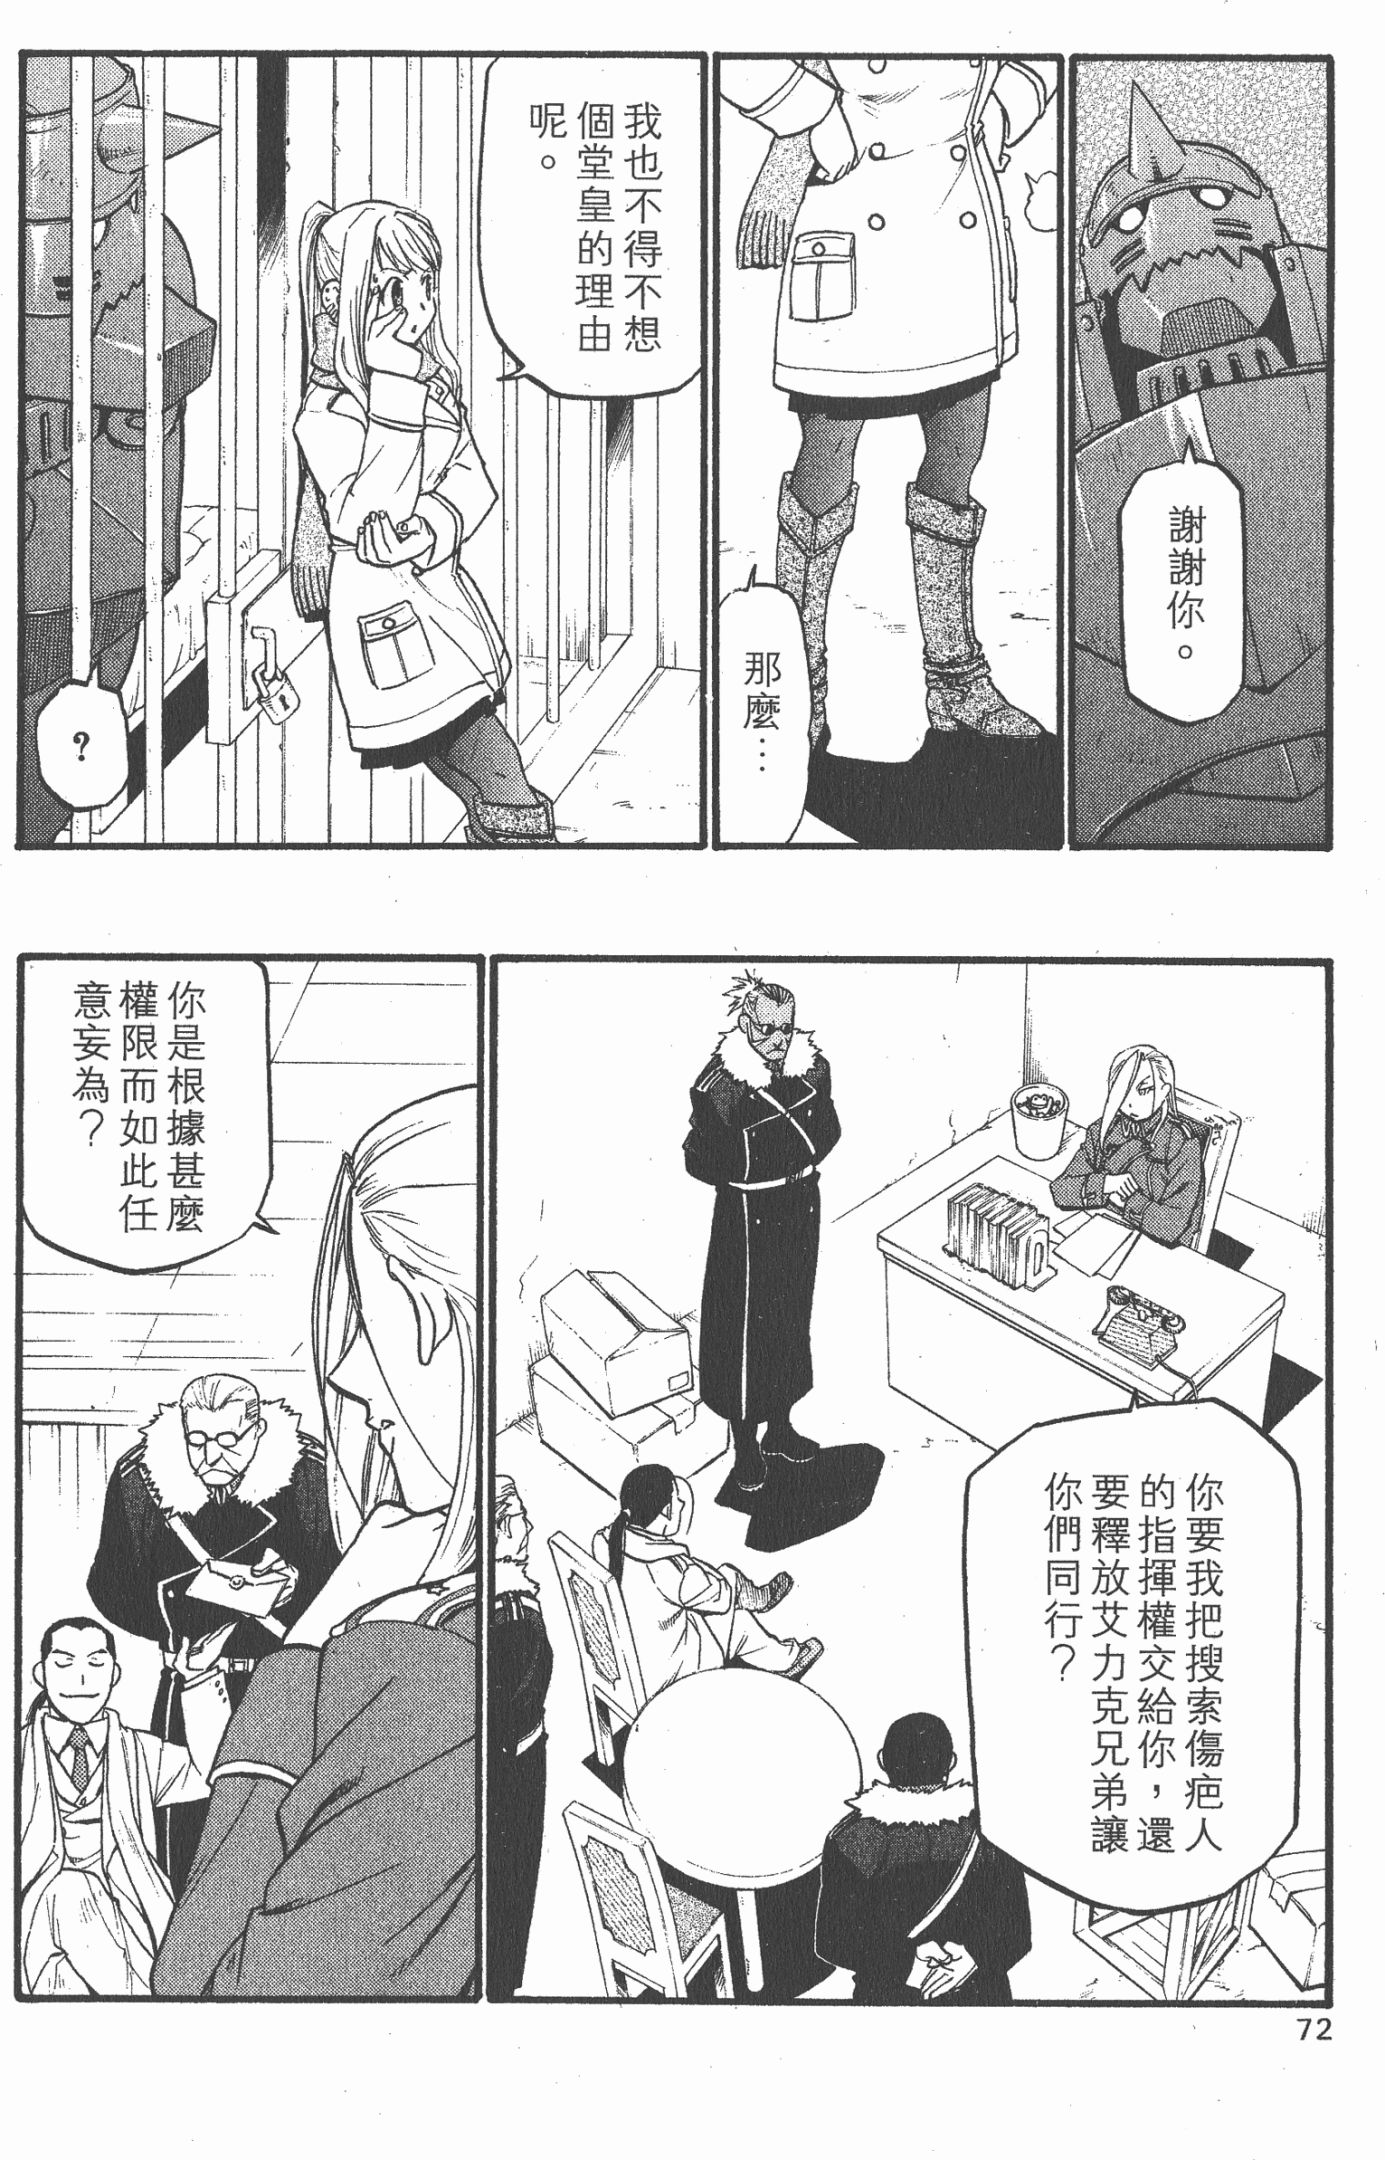 謝謝你。
那麼…
我也不得不想
個堂皇的理由
呢。
？
你要我把搜索傷疤人
的指揮權交給你，還
要釋放艾力克兄弟讓
你們同行？
你是根據甚麼
權限而如此任
意妄為？
72